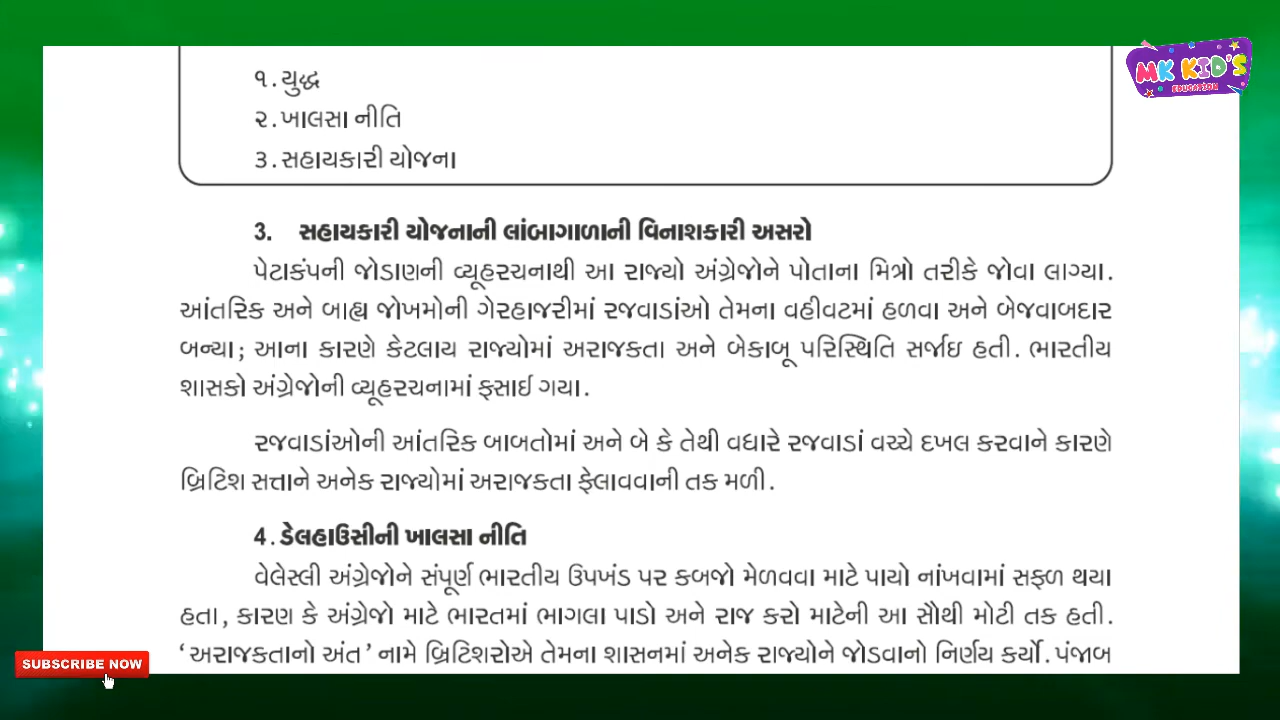 MK KID'S
EDUCATION
૧. યુદ્ધ
૨. ખાલસા નીતિ
૩. સહાયકારી યોજના
3. સહાયકારી યોજનાની લાંબાગાળાની વિનાશકારી અસરો
પેટાકંપની જોડાણની વ્યૂહરચનાથી આ રાજ્યો અંગ્રેજોને પોતાના મિત્રો તરીકે જોવા લાગ્યા.
આંતરિક અને બાહ્ય જોખમોની ગેરહાજરીમાં રજવાડાંઓ તેમના વહીવટમાં હળવા અને બેજવાબદાર
બન્યા; આના કારણે કેટલાય રાજ્યોમાં અરાજકતા અને બેકાબૂ પરિસ્થિતિ સર્જાઇ હતી. ભારતીય
શાસકો અંગ્રેજોની વ્યૂહરચનામાં ફસાઈ ગયા.
રજવાડાંઓની આંતરિક બાબતોમાં અને બે કે તેથી વધારે રજવાડાં વચ્ચે દખલ કરવાને કારણે
બ્રિટિશ સત્તાને અનેક રાજ્યોમાં અરાજકતા ફેલાવવાની તક મળી.
4. ડેલહાઉસીની ખાલસા નીતિ
વેલેસ્લી અંગ્રેજોને સંપૂર્ણ ભારતીય ઉપખંડ પર કબજો મેળવવા માટે પાયો નાંખવામાં સફળ થયા
હતા, કારણ કે અંગ્રેજો માટે ભારતમાં ભાગલા પાડો અને રાજ કરો માટેની આ સૌથી મોટી તક હતી.
‘અરાજકતાનો અંત’ નામે બ્રિટિશરોએ તેમના શાસનમાં અનેક રાજ્યોને જોડવાનો નિર્ણય કર્યો. પંજાબ
SUBSCRIBE NOW